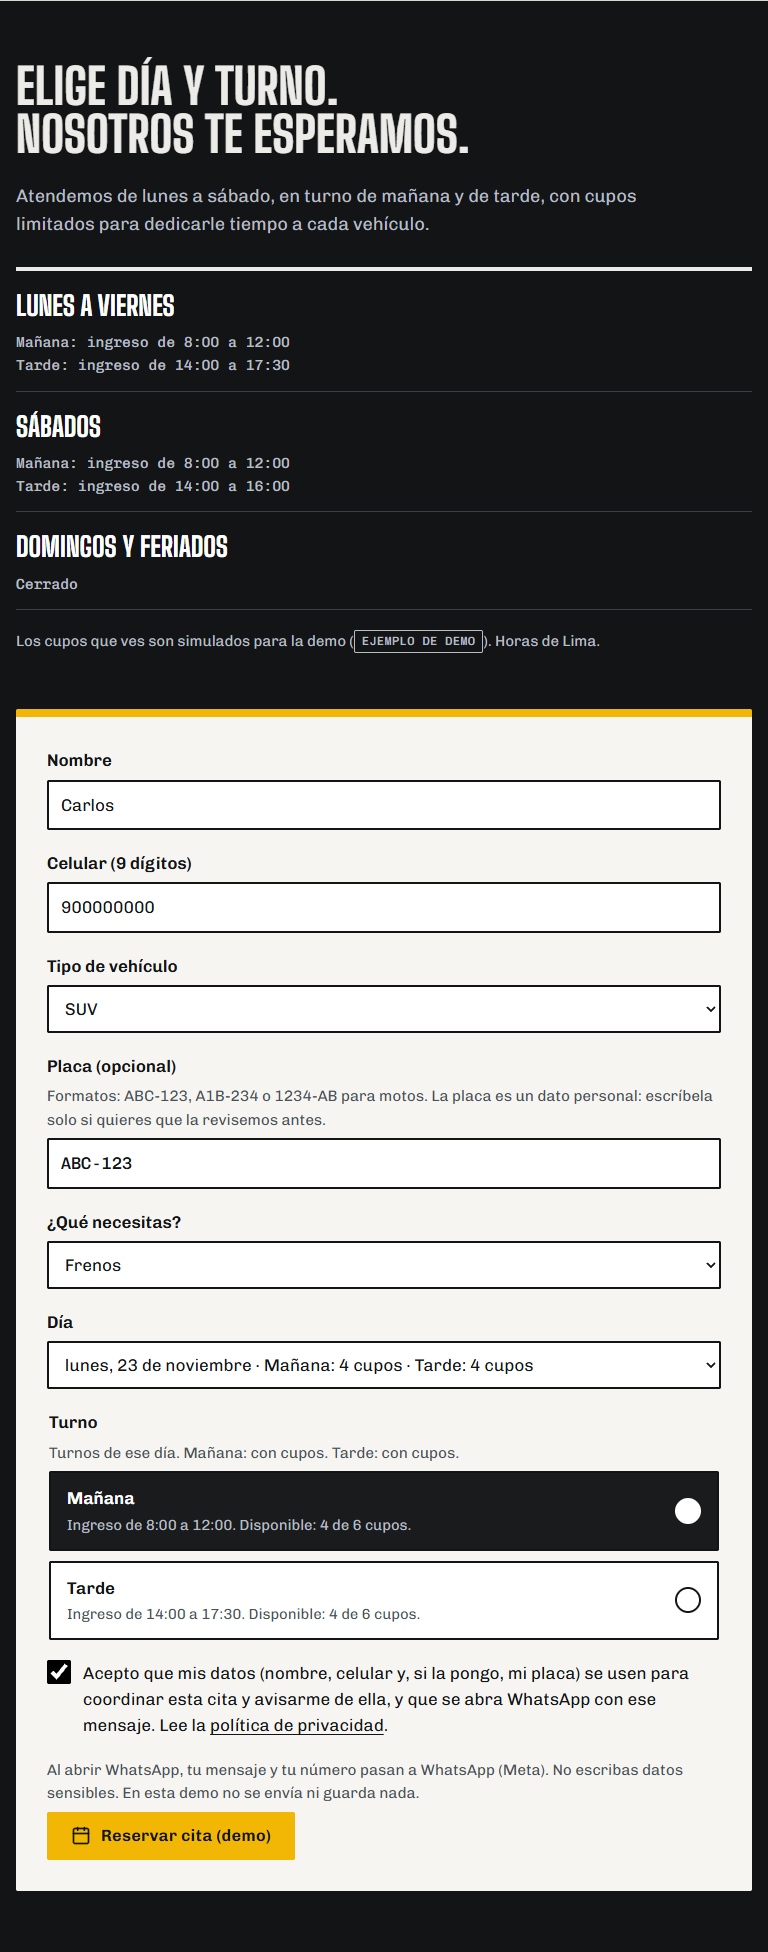 ELIGE DÍA Y TURNO.
NOSOTROS TE ESPERAMOS.
Atendemos de lunes a sábado, en turno de mañana y de tarde, con cupos
limitados para dedicarle tiempo a cada vehículo.
LUNES A VIERNES
Mañana: ingreso de 8:00 a 12:00
Tarde: ingreso de 14:00 a 17:30
SÁBADOS
Mañana: ingreso de 8:00 a 12:00
Tarde: ingreso de 14:00 a 16:00
DOMINGOS Y FERIADOS
Cerrado
Los cupos que ves son simulados para la demo (EJEMPLO DE DEMO). Horas de Lima.
Nombre
Carlos
Celular (9 dígitos)
900000000
Tipo de vehículo
SUV
Placa (opcional)
Formatos: ABC-123, A1B-234 o 1234-AB para motos. La placa es un dato personal: escríbela
solo si quieres que la revisemos antes.
ABC-123
¿Qué necesitas?
Frenos
Día
lunes, 23 de noviembre · Mañana: 4 cupos · Tarde: 4 cupos
Turno
Turnos de ese día. Mañana: con cupos. Tarde: con cupos.
Mañana
Ingreso de 8:00 a 12:00. Disponible: 4 de 6 cupos.
Tarde
Ingreso de 14:00 a 17:30. Disponible: 4 de 6 cupos.
Acepto que mis datos (nombre, celular y, si la pongo, mi placa) se usen para
coordinar esta cita y avisarme de ella, y que se abra WhatsApp con ese
mensaje. Lee la política de privacidad.
Al abrir WhatsApp, tu mensaje y tu número pasan a WhatsApp (Meta). No escribas datos
sensibles. En esta demo no se envía ni guarda nada.
Reservar cita (demo)